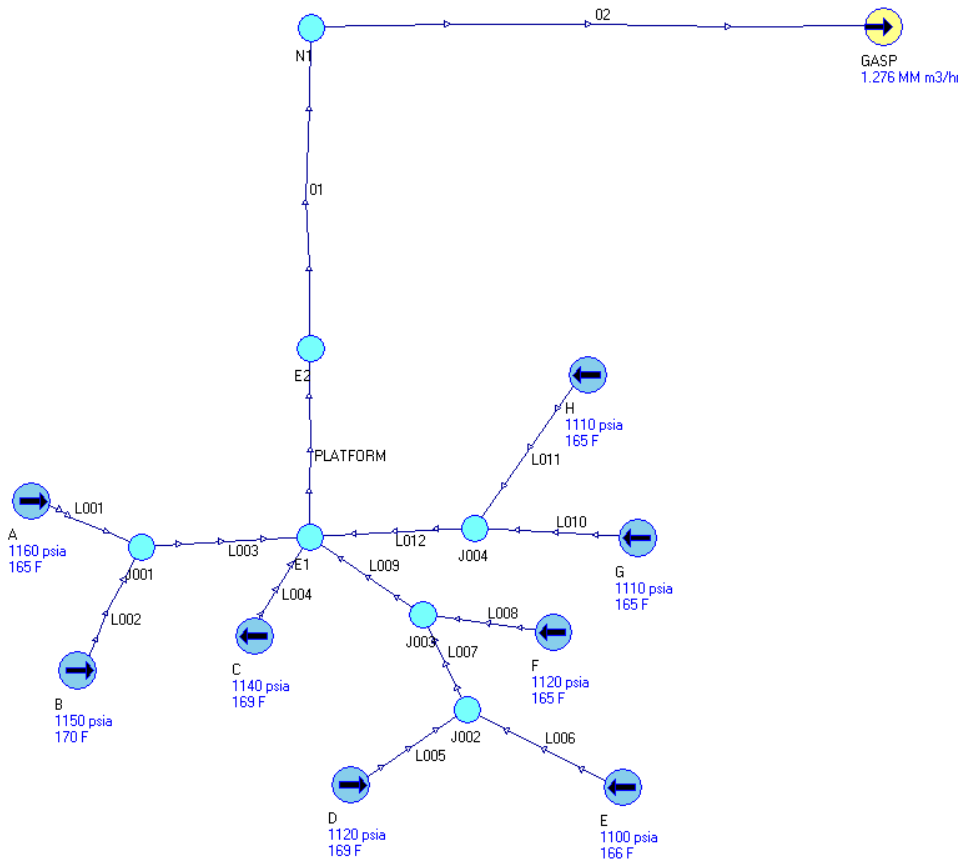 02
N1
GASP
1.276 MM m3/hr
01
E2
H
1110 psia
165 F
PLATFORM
L011
L001
A
1160 psia
165 F
L010
L012
J004
L003
E1
J001
L009
G
1110 psia
165 F
L004
L002
L008
J003
L007
C
1140 psia
169 F
F
1120 psia
165 F
B
1150 psia
170 F
J002
L006
L005
D
1120 psia
169 F
E
1100 psia
166 F